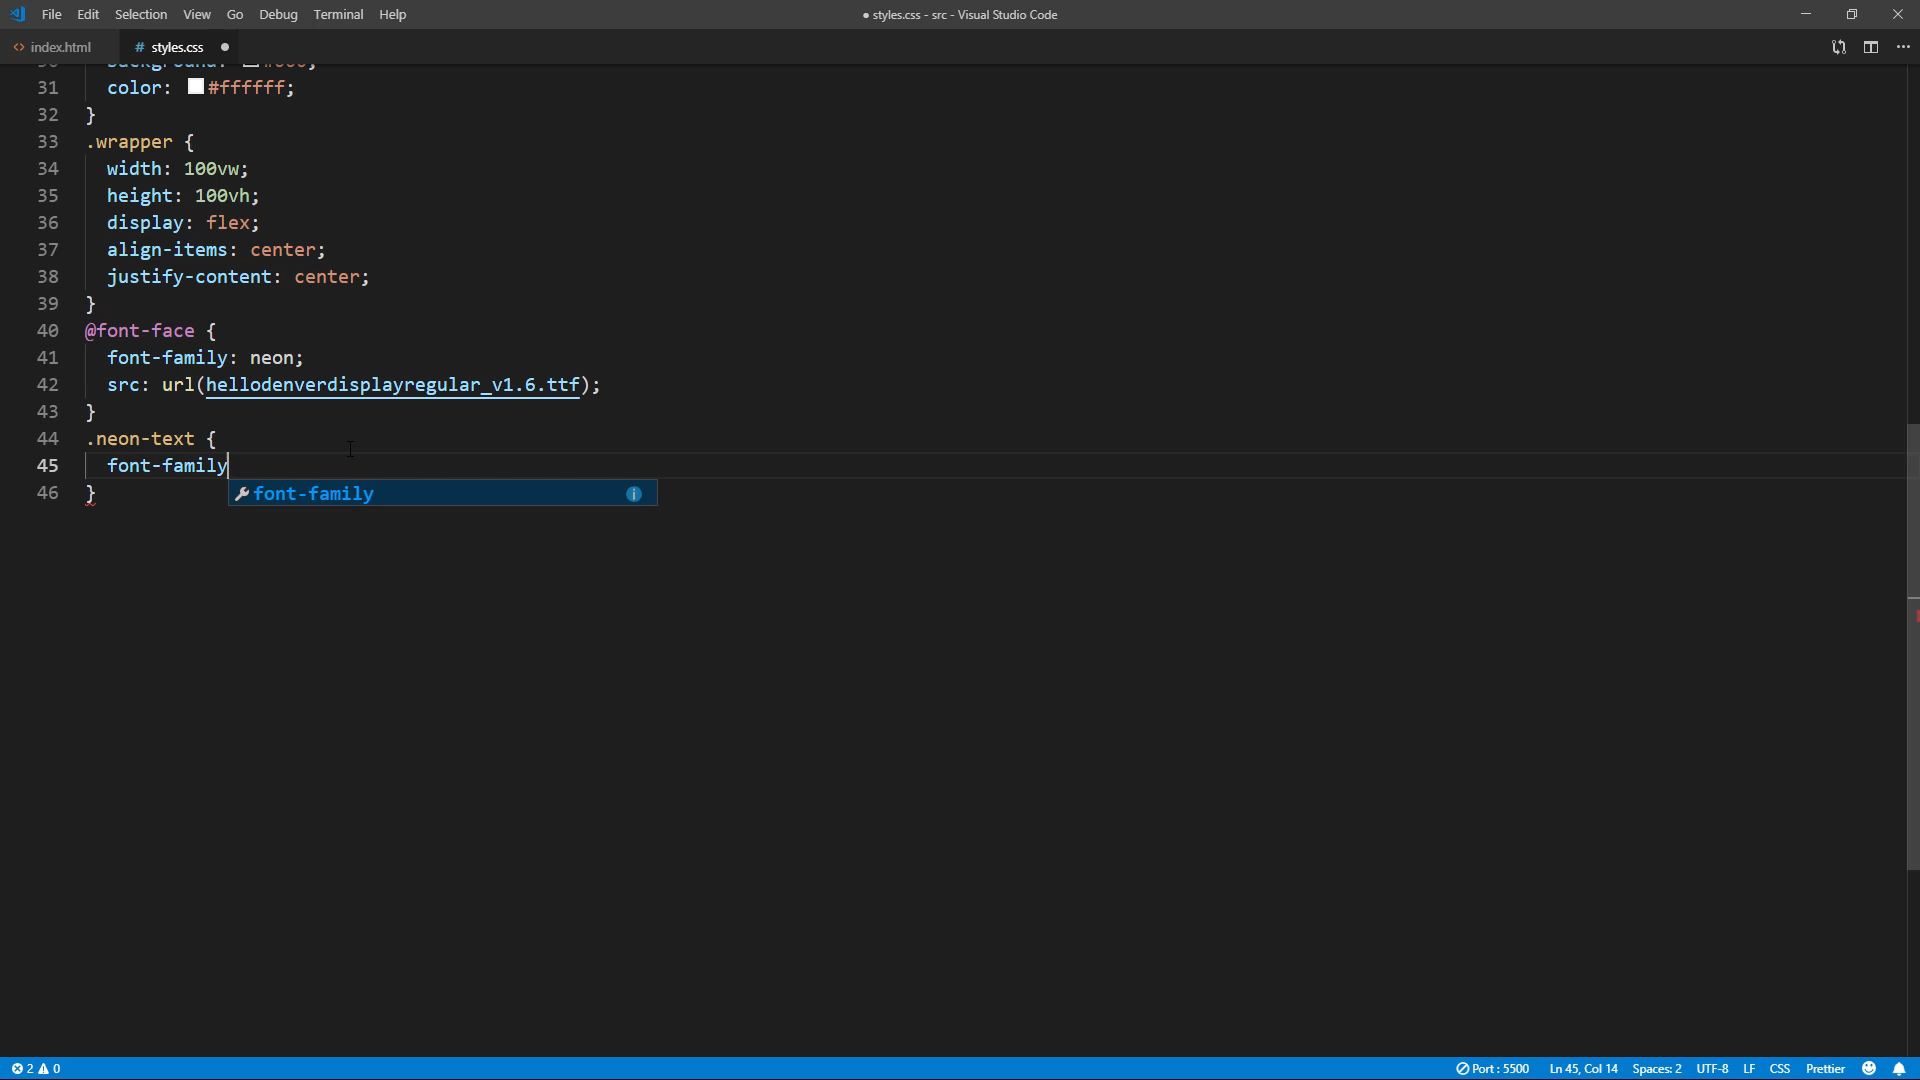 File Edit Selection View Go Debug Terminal Help
● styles.css - src - Visual Studio Code
<> index.html
# styles.css ●
31 color: #ffffff;
32 }
33 .wrapper {
34 width: 100vw;
35 height: 100vh;
36 display: flex;
37 align-items: center;
38 justify-content: center;
39 }
40 @font-face {
41 font-family: neon;
42 src: url(hellodenverdisplayregular_v1.6.ttf);
43 }
44 .neon-text {
45 font-family
46 }
font-family
2 0
Port : 5500 Ln 45, Col 14 Spaces: 2 UTF-8 LF CSS Prettier